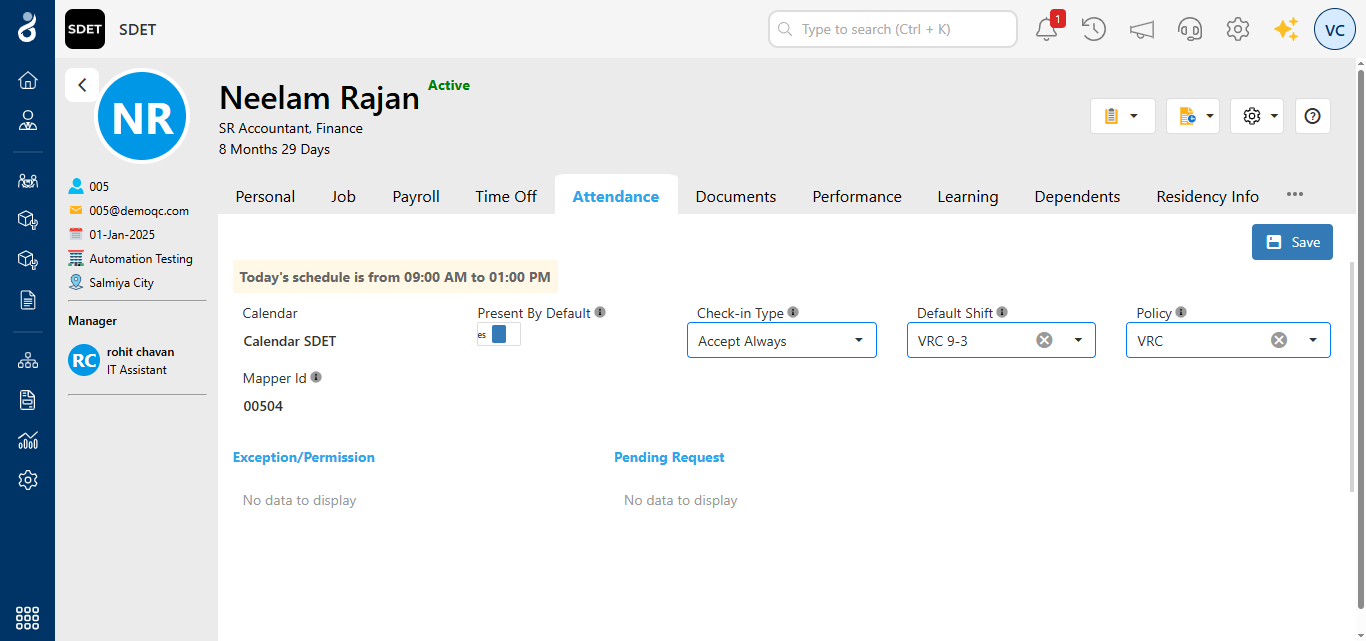 SDET SDET
Type to search (Ctrl + K)
1
VC
NR
Neelam Rajan
Active
SR Accountant, Finance
8 Months 29 Days
005
005@democq.com
01-Jan-2025
Automation Testing
Salmiya City
Manager
RC
rohit chavan
IT Assistant
Personal Job Payroll Time Off Attendance Documents Performance Learning Dependents Residency Info
Save
Today's schedule is from 09:00 AM to 01:00 PM
Calendar
Calendar SDET
Present By Default
es
Check-in Type
Accept Always
Default Shift
VRC 9-3
Policy
VRC
Mapper Id
00504
Exception/Permission
No data to display
Pending Request
No data to display